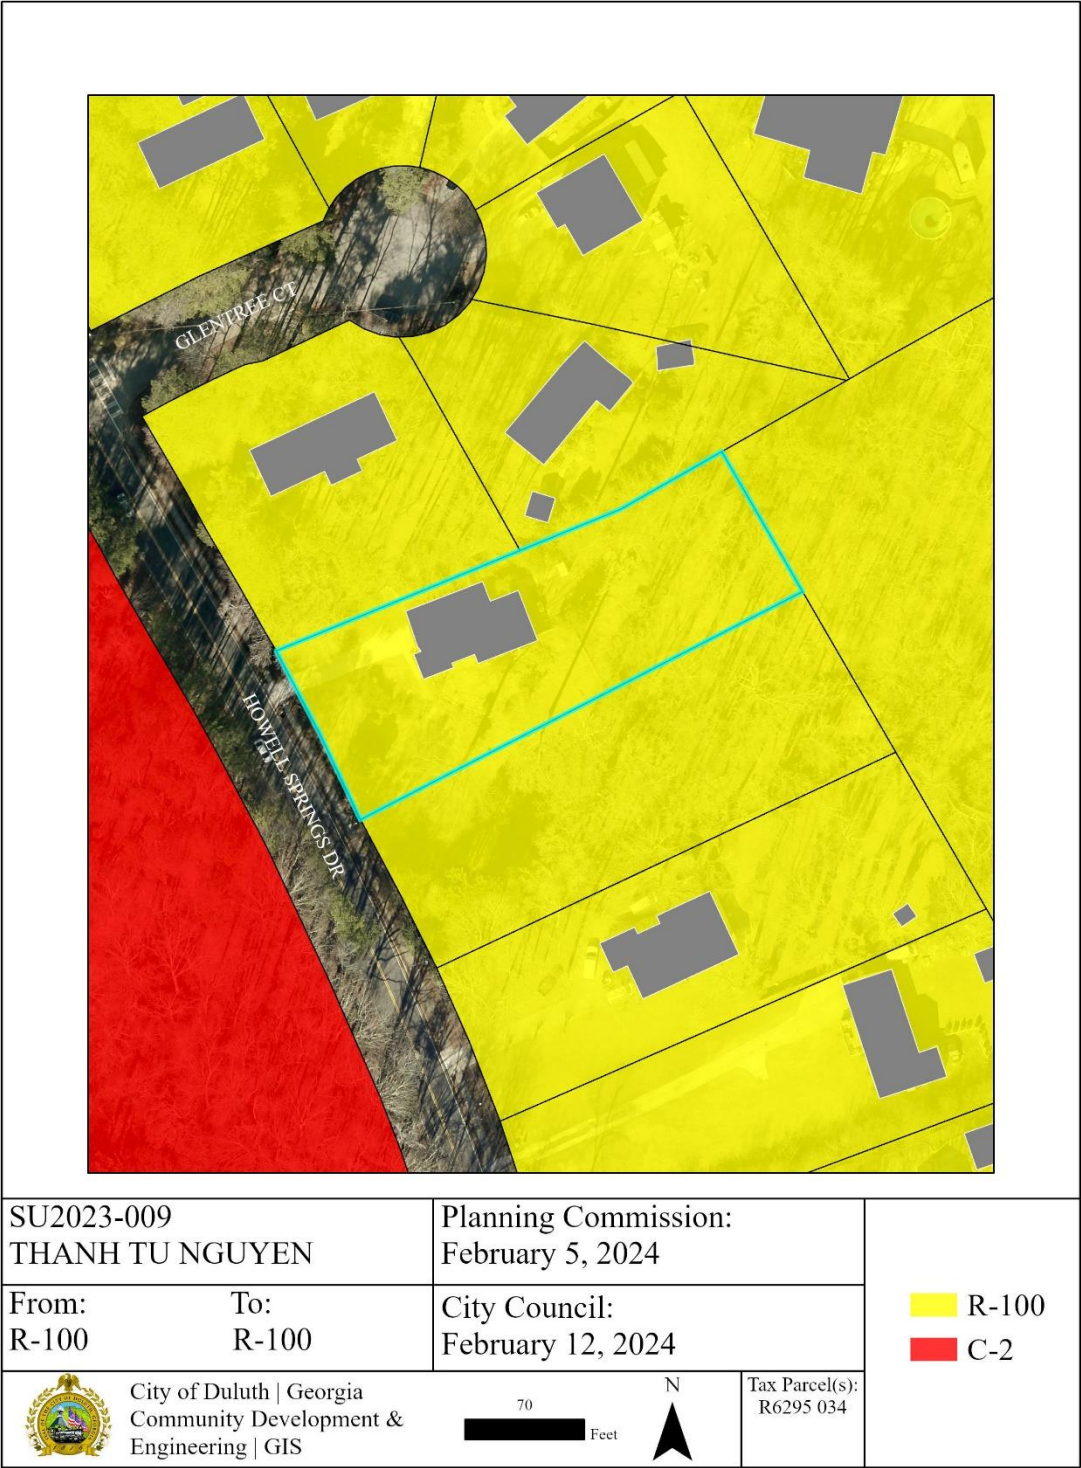 GLENTREE CT
HOWELL SPRINGS DR
SU2023-009
THANH TU NGUYEN
Planning Commission:
February 5, 2024
From: To:
R-100 R-100
City Council:
February 12, 2024
R-100
C-2
City of Duluth | Georgia
Community Development &
Engineering | GIS
70
Feet
N
Tax Parcel(s):
R6295 034